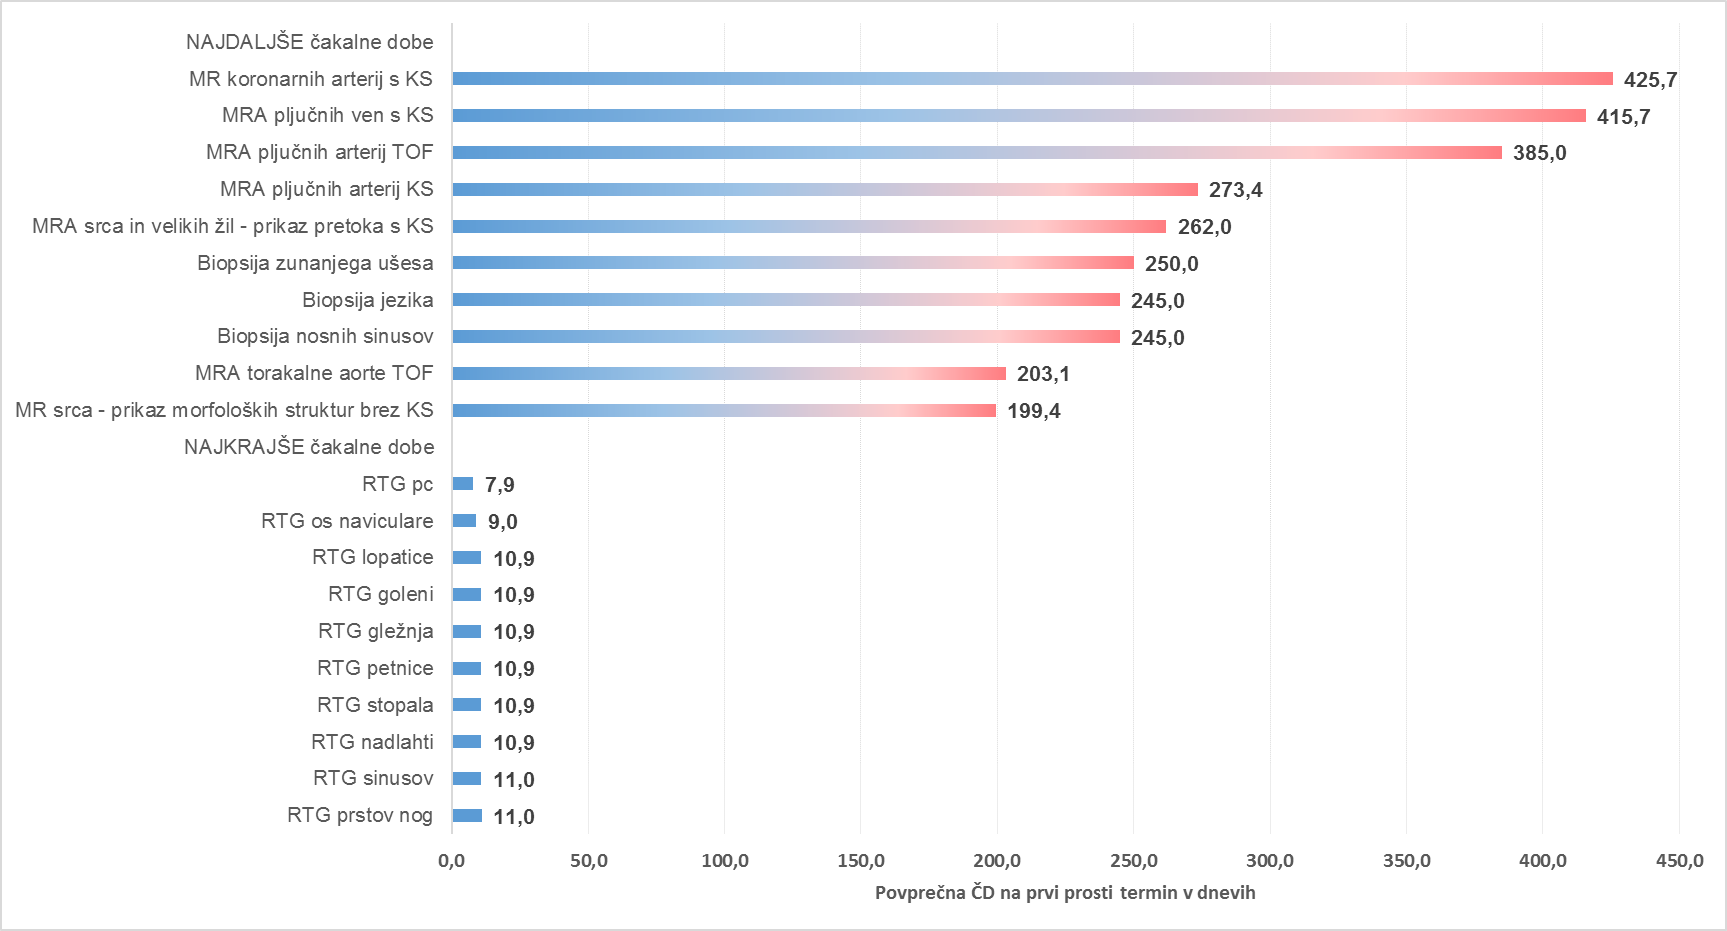 NAJDALJŠE čakalne dobe
MR koronarnih arterij s KS 425,7
MRA pljučnih ven s KS 415,7
MRA pljučnih arterij TOF 385,0
MRA pljučnih arterij KS 273,4
MRA srca in velikih žil - prikaz pretoka s KS 262,0
Biopsija zunanjega ušesa 250,0
Biopsija jezika 245,0
Biopsija nosnih sinusov 245,0
MRA torakalne aorte TOF 203,1
MR srca - prikaz morfoloških struktur brez KS 199,4
NAJKRAJŠE čakalne dobe
RTG pc 7,9
RTG os naviculare 9,0
RTG lopatice 10,9
RTG goleni 10,9
RTG gležnja 10,9
RTG petnice 10,9
RTG stopala 10,9
RTG nadlahti 10,9
RTG sinusov 11,0
RTG prstov nog 11,0
0,0 50,0 100,0 150,0 200,0 250,0 300,0 350,0 400,0 450,0
Povprečna ČD na prvi prosti termin v dnevih